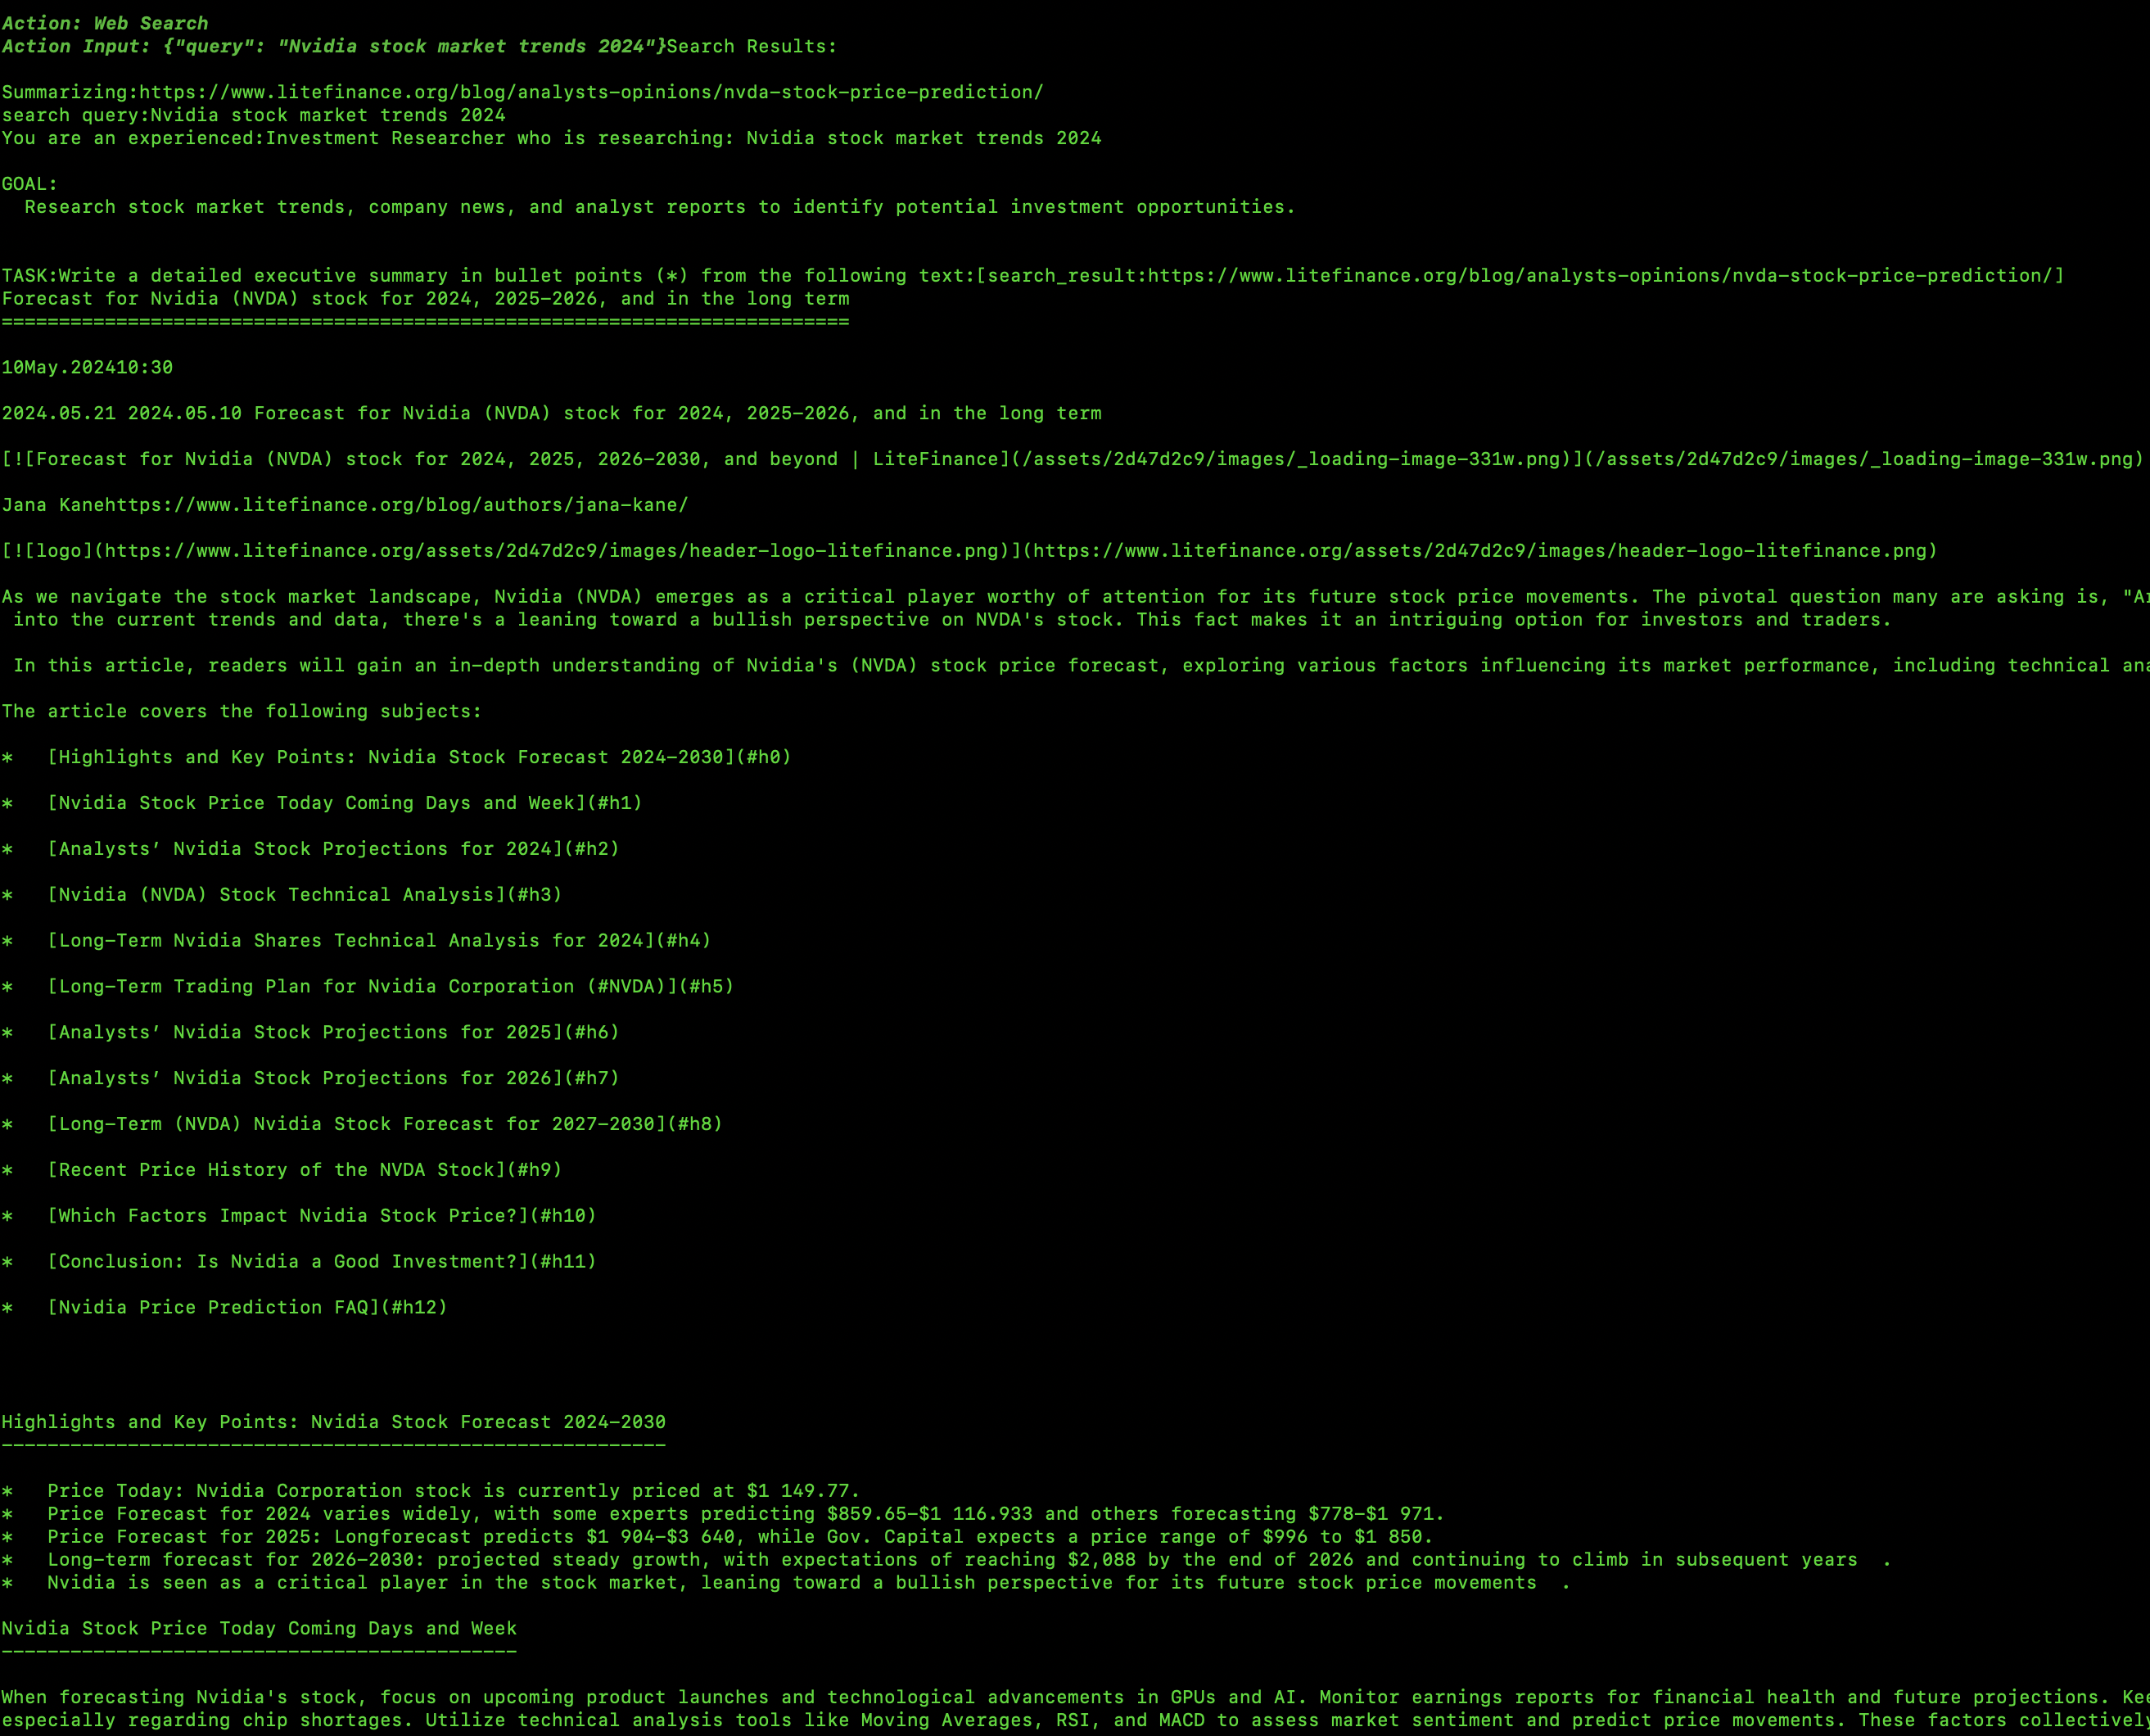 Action: Web Search
Action Input: {"query": "Nvidia stock market trends 2024"}Search Results:
Summarizing:https://www.litefinance.org/blog/analysts-opinions/nvda-stock-price-prediction/
search query:Nvidia stock market trends 2024
You are an experienced:Investment Researcher who is researching: Nvidia stock market trends 2024
GOAL:
Research stock market trends, company news, and analyst reports to identify potential investment opportunities.
TASK:Write a detailed executive summary in bullet points (*) from the following text:[search_result:https://www.litefinance.org/blog/analysts-opinions/nvda-stock-price-prediction/]
Forecast for Nvidia (NVDA) stock for 2024, 2025-2026, and in the long term
==========================================================================
10May.202410:30
2024.05.21 2024.05.10 Forecast for Nvidia (NVDA) stock for 2024, 2025-2026, and in the long term
[![Forecast for Nvidia (NVDA) stock for 2024, 2025, 2026-2030, and beyond | LiteFinance](/assets/2d47d2c9/images/_loading-image-331w.png)](/assets/2d47d2c9/images/_loading-image-331w.png)
Jana Kanehttps://www.litefinance.org/blog/authors/jana-kane/
[![logo](https://www.litefinance.org/assets/2d47d2c9/images/header-logo-litefinance.png)](https://www.litefinance.org/assets/2d47d2c9/images/header-logo-litefinance.png)
As we navigate the stock market landscape, Nvidia (NVDA) emerges as a critical player worthy of attention for its future stock price movements. The pivotal question many are asking is,
into the current trends and data, there's a leaning toward a bullish perspective on NVDA's stock. This fact makes it an intriguing option for investors and traders.
In this article, readers will gain an in-depth understanding of Nvidia's (NVDA) stock price forecast, exploring various factors influencing its market performance, including technical
The article covers the following subjects:
* [Highlights and Key Points: Nvidia Stock Forecast 2024-2030](#h0)
* [Nvidia Stock Price Today Coming Days and Week](#h1)
* [Analysts’ Nvidia Stock Projections for 2024](#h2)
* [Nvidia (NVDA) Stock Technical Analysis](#h3)
* [Long-Term Nvidia Shares Technical Analysis for 2024](#h4)
* [Long-Term Trading Plan for Nvidia Corporation (#NVDA)](#h5)
* [Analysts’ Nvidia Stock Projections for 2025](#h6)
* [Analysts’ Nvidia Stock Projections for 2026](#h7)
* [Long-Term (NVDA) Nvidia Stock Forecast for 2027-2030](#h8)
* [Recent Price History of the NVDA Stock](#h9)
* [Which Factors Impact Nvidia Stock Price?](#h10)
* [Conclusion: Is Nvidia a Good Investment?](#h11)
* [Nvidia Price Prediction FAQ](#h12)
Highlights and Key Points: Nvidia Stock Forecast 2024-2030
----------------------------------------------------------
* Price Today: Nvidia Corporation stock is currently priced at $1 149.77.
* Price Forecast for 2024 varies widely, with some experts predicting $859.65-$1 116.933 and others forecasting $778-$1 971.
* Price Forecast for 2025: Longforecast predicts $1 904-$3 640, while Gov. Capital expects a price range of $996 to $1 850.
* Long-term forecast for 2026-2030: projected steady growth, with expectations of reaching $2,088 by the end of 2026 and continuing to climb in subsequent years .
* Nvidia is seen as a critical player in the stock market, leaning toward a bullish perspective for its future stock price movements .
Nvidia Stock Price Today Coming Days and Week
---------------------------------------------
When forecasting Nvidia's stock, focus on upcoming product launches and technological advancements in GPUs and AI. Monitor earnings reports for financial health and future projections.
especially regarding chip shortages. Utilize technical analysis tools like Moving Averages, RSI, and MACD to assess market sentiment and predict price movements. These factors collectively